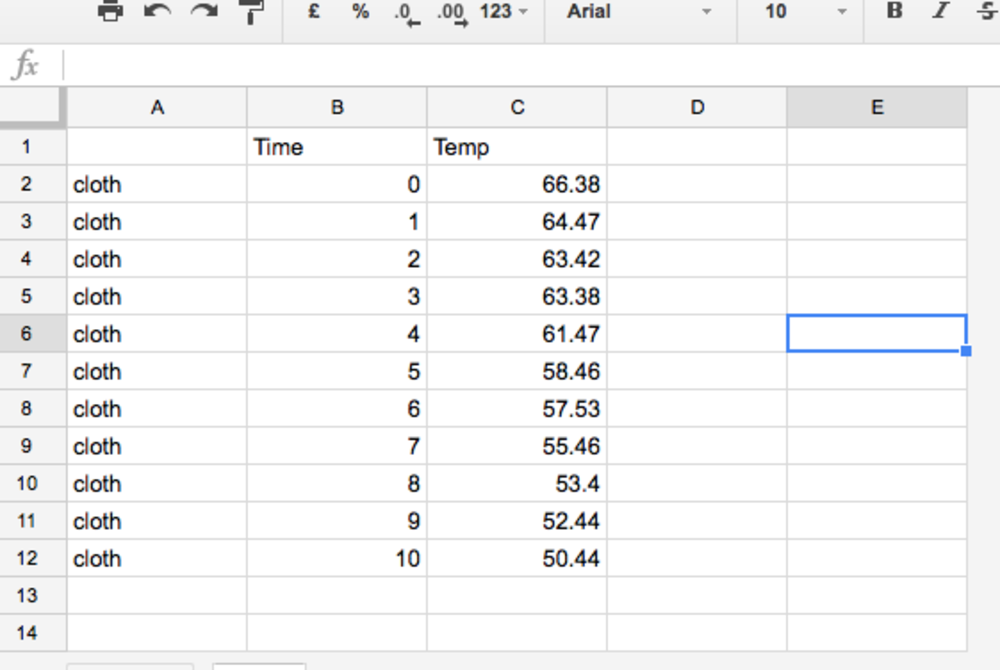 £ % .0 .00 123 Arial 10 B I S
fx
A B C D E
1 Time Temp
2 cloth 0 66.38
3 cloth 1 64.47
4 cloth 2 63.42
5 cloth 3 63.38
6 cloth 4 61.47
7 cloth 5 58.46
8 cloth 6 57.53
9 cloth 7 55.46
10 cloth 8 53.4
11 cloth 9 52.44
12 cloth 10 50.44
13
14